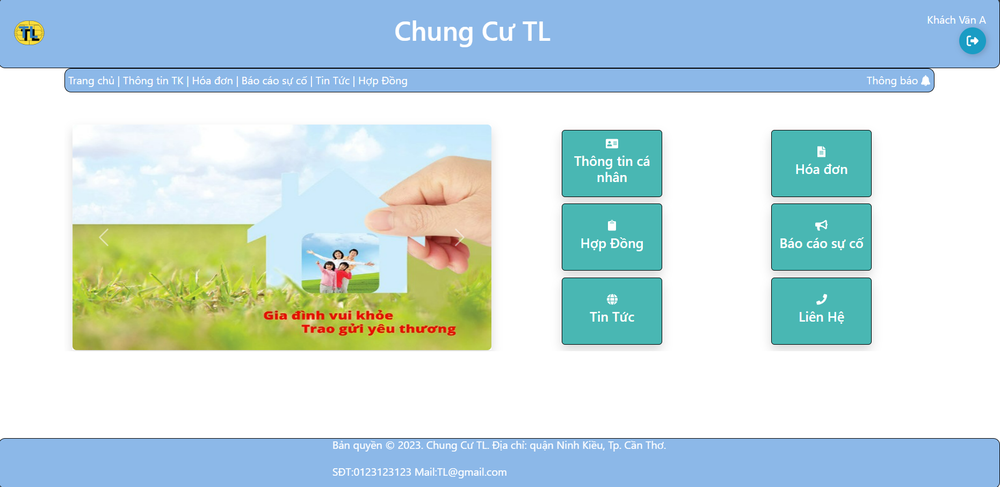 TL
Chung Cư TL
Khách Văn A
Trang chủ | Thông tin TK | Hóa đơn | Báo cáo sự cố | Tin Tức | Hợp Đồng
Thông báo
Gia đình vui khỏe
Trao gửi yêu thương
Thông tin cá
nhân
Hóa đơn
Hợp Đồng
Báo cáo sự cố
Tin Tức
Liên Hệ
Bản quyền © 2023. Chung Cư TL. Địa chỉ: quận Ninh Kiều, Tp. Cần Thơ.
SĐT:0123123123 Mail:TL@gmail.com